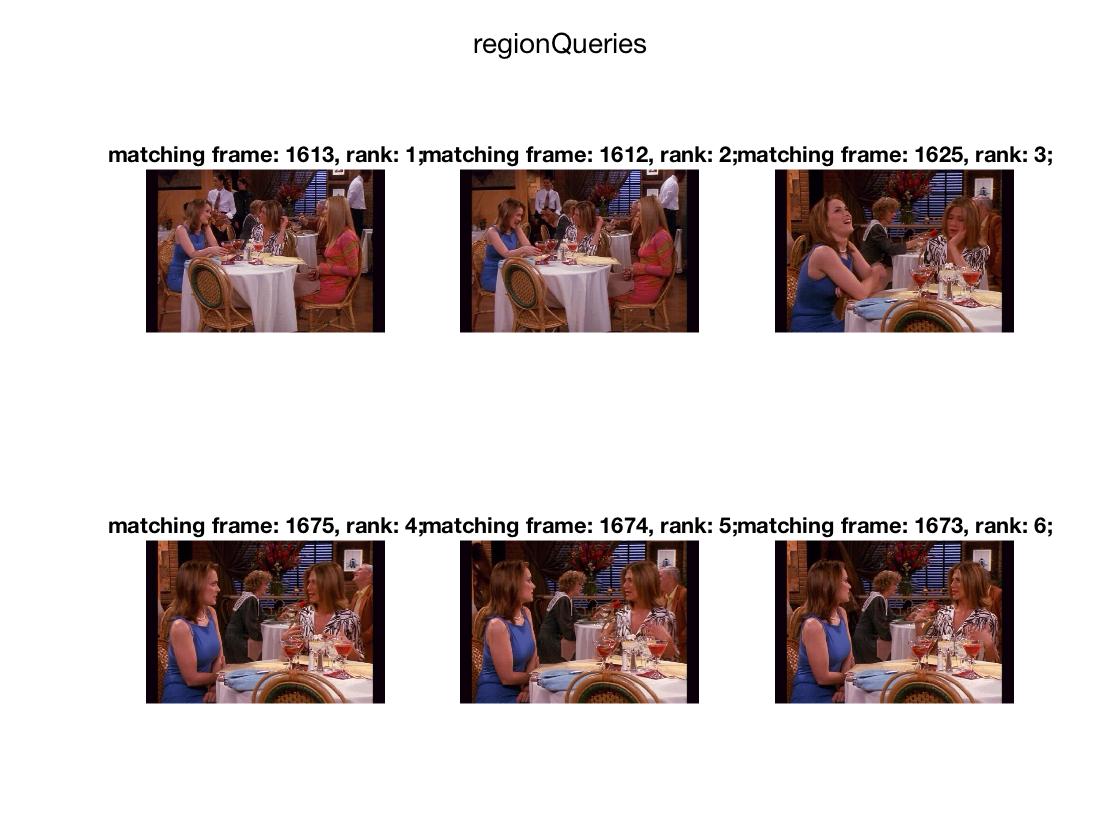 regionQueries
matching frame: 1613, rank: 1;matching frame: 1612, rank: 2;matching frame: 1625, rank: 3;
matching frame: 1675, rank: 4;matching frame: 1674, rank: 5;matching frame: 1673, rank: 6;